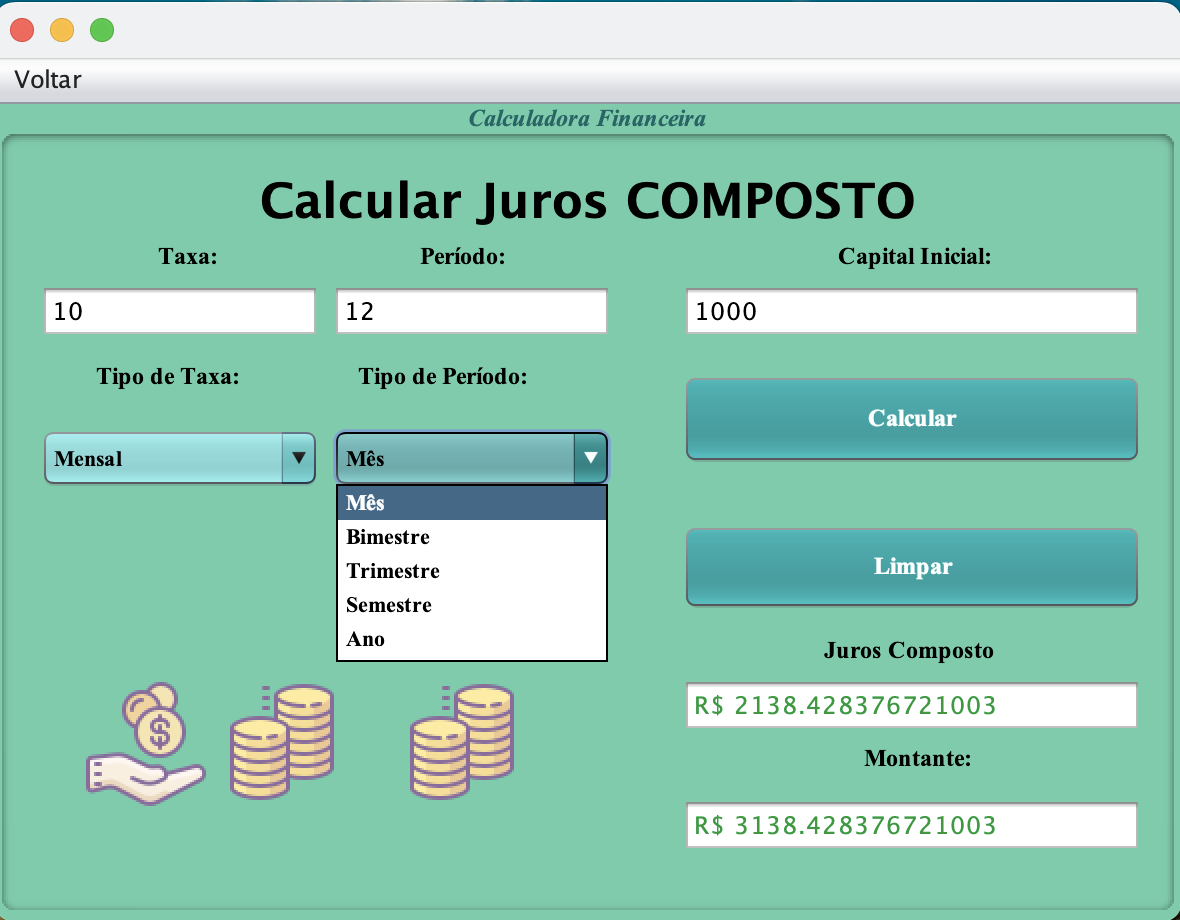 Voltar
Calculadora Financeira
Calcular Juros COMPOSTO
Taxa:
Período:
Capital Inicial:
10
12
1000
Tipo de Taxa:
Tipo de Período:
Calcular
Mensal
Mês
Mês
Bimestre
Trimestre
Semestre
Ano
Limpar
Juros Composto
R$ 2138.428376721003
Montante:
R$ 3138.428376721003
$